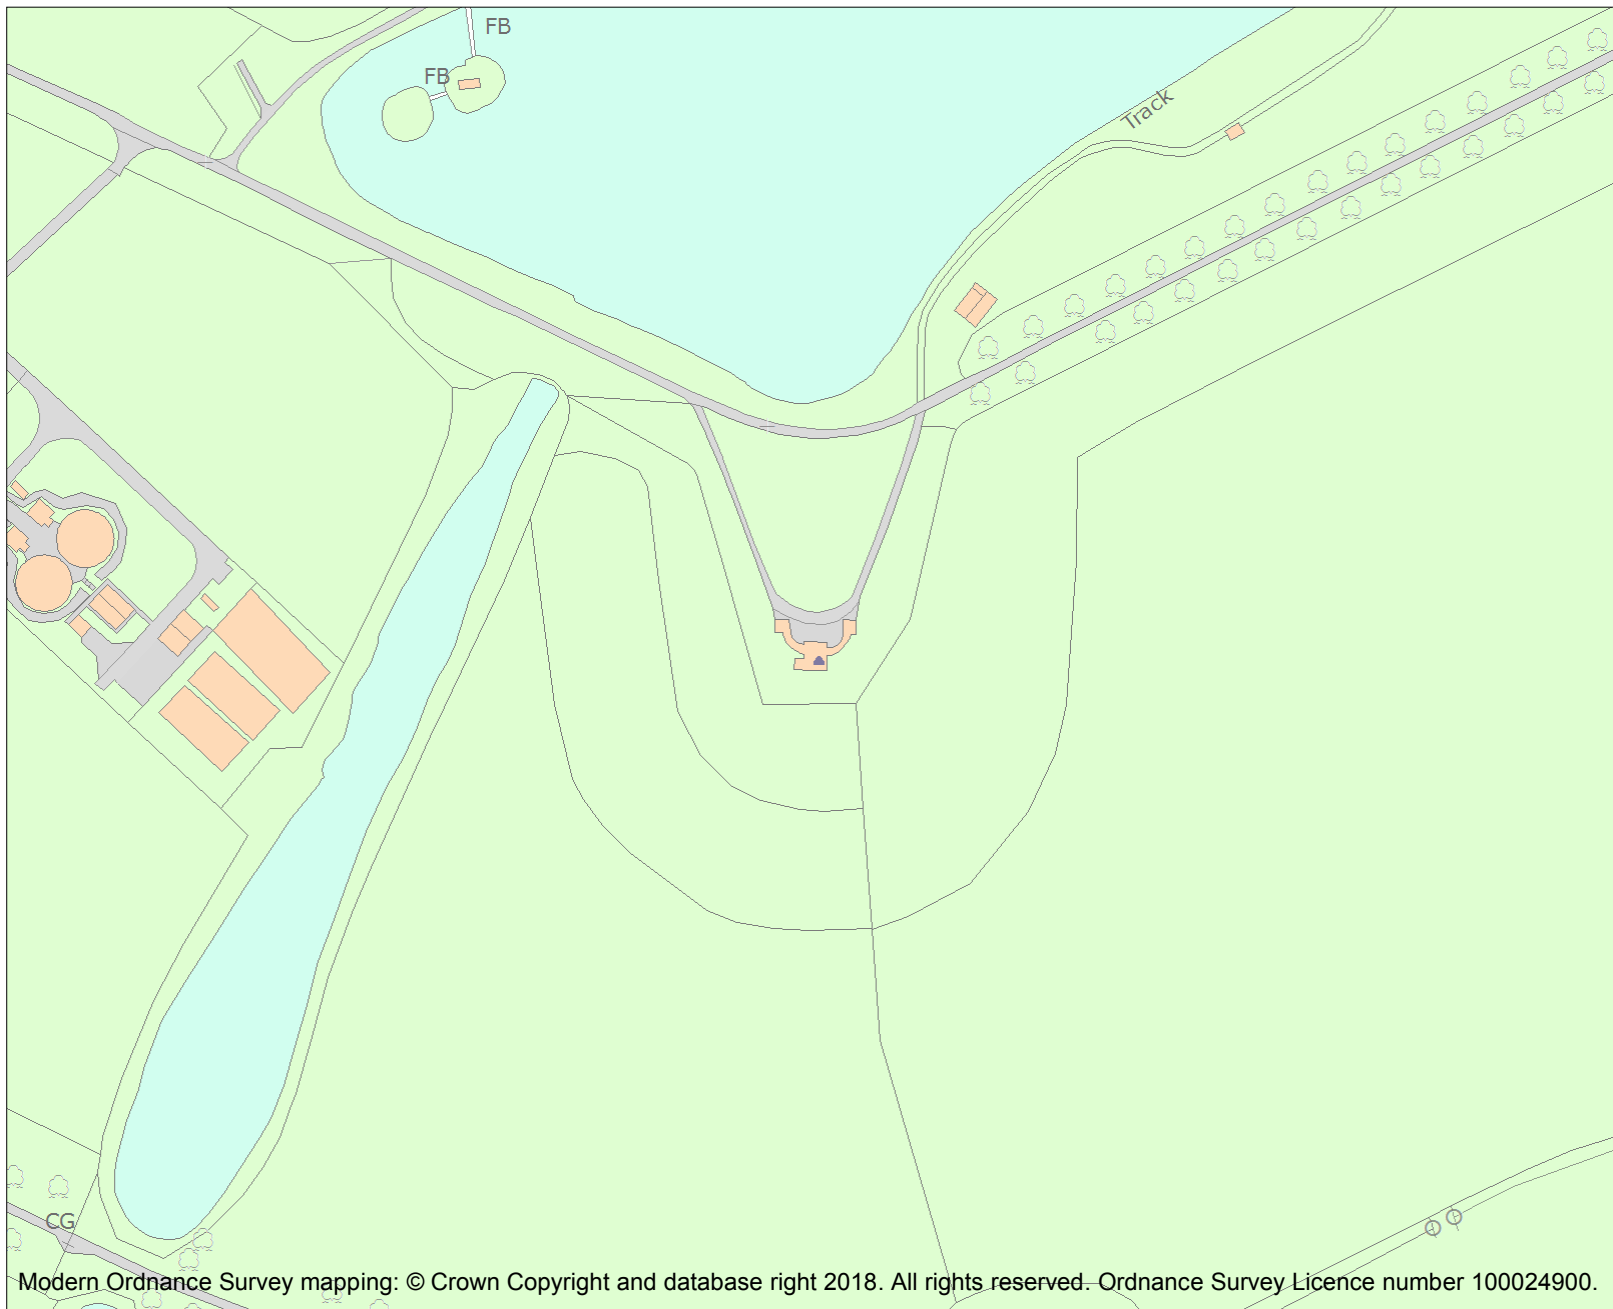 FB
FB
Track
CG
Modern Ordnance Survey mapping: © Crown Copyright and database right 2018. All rights reserved. Ordnance Survey Licence number 100024900.